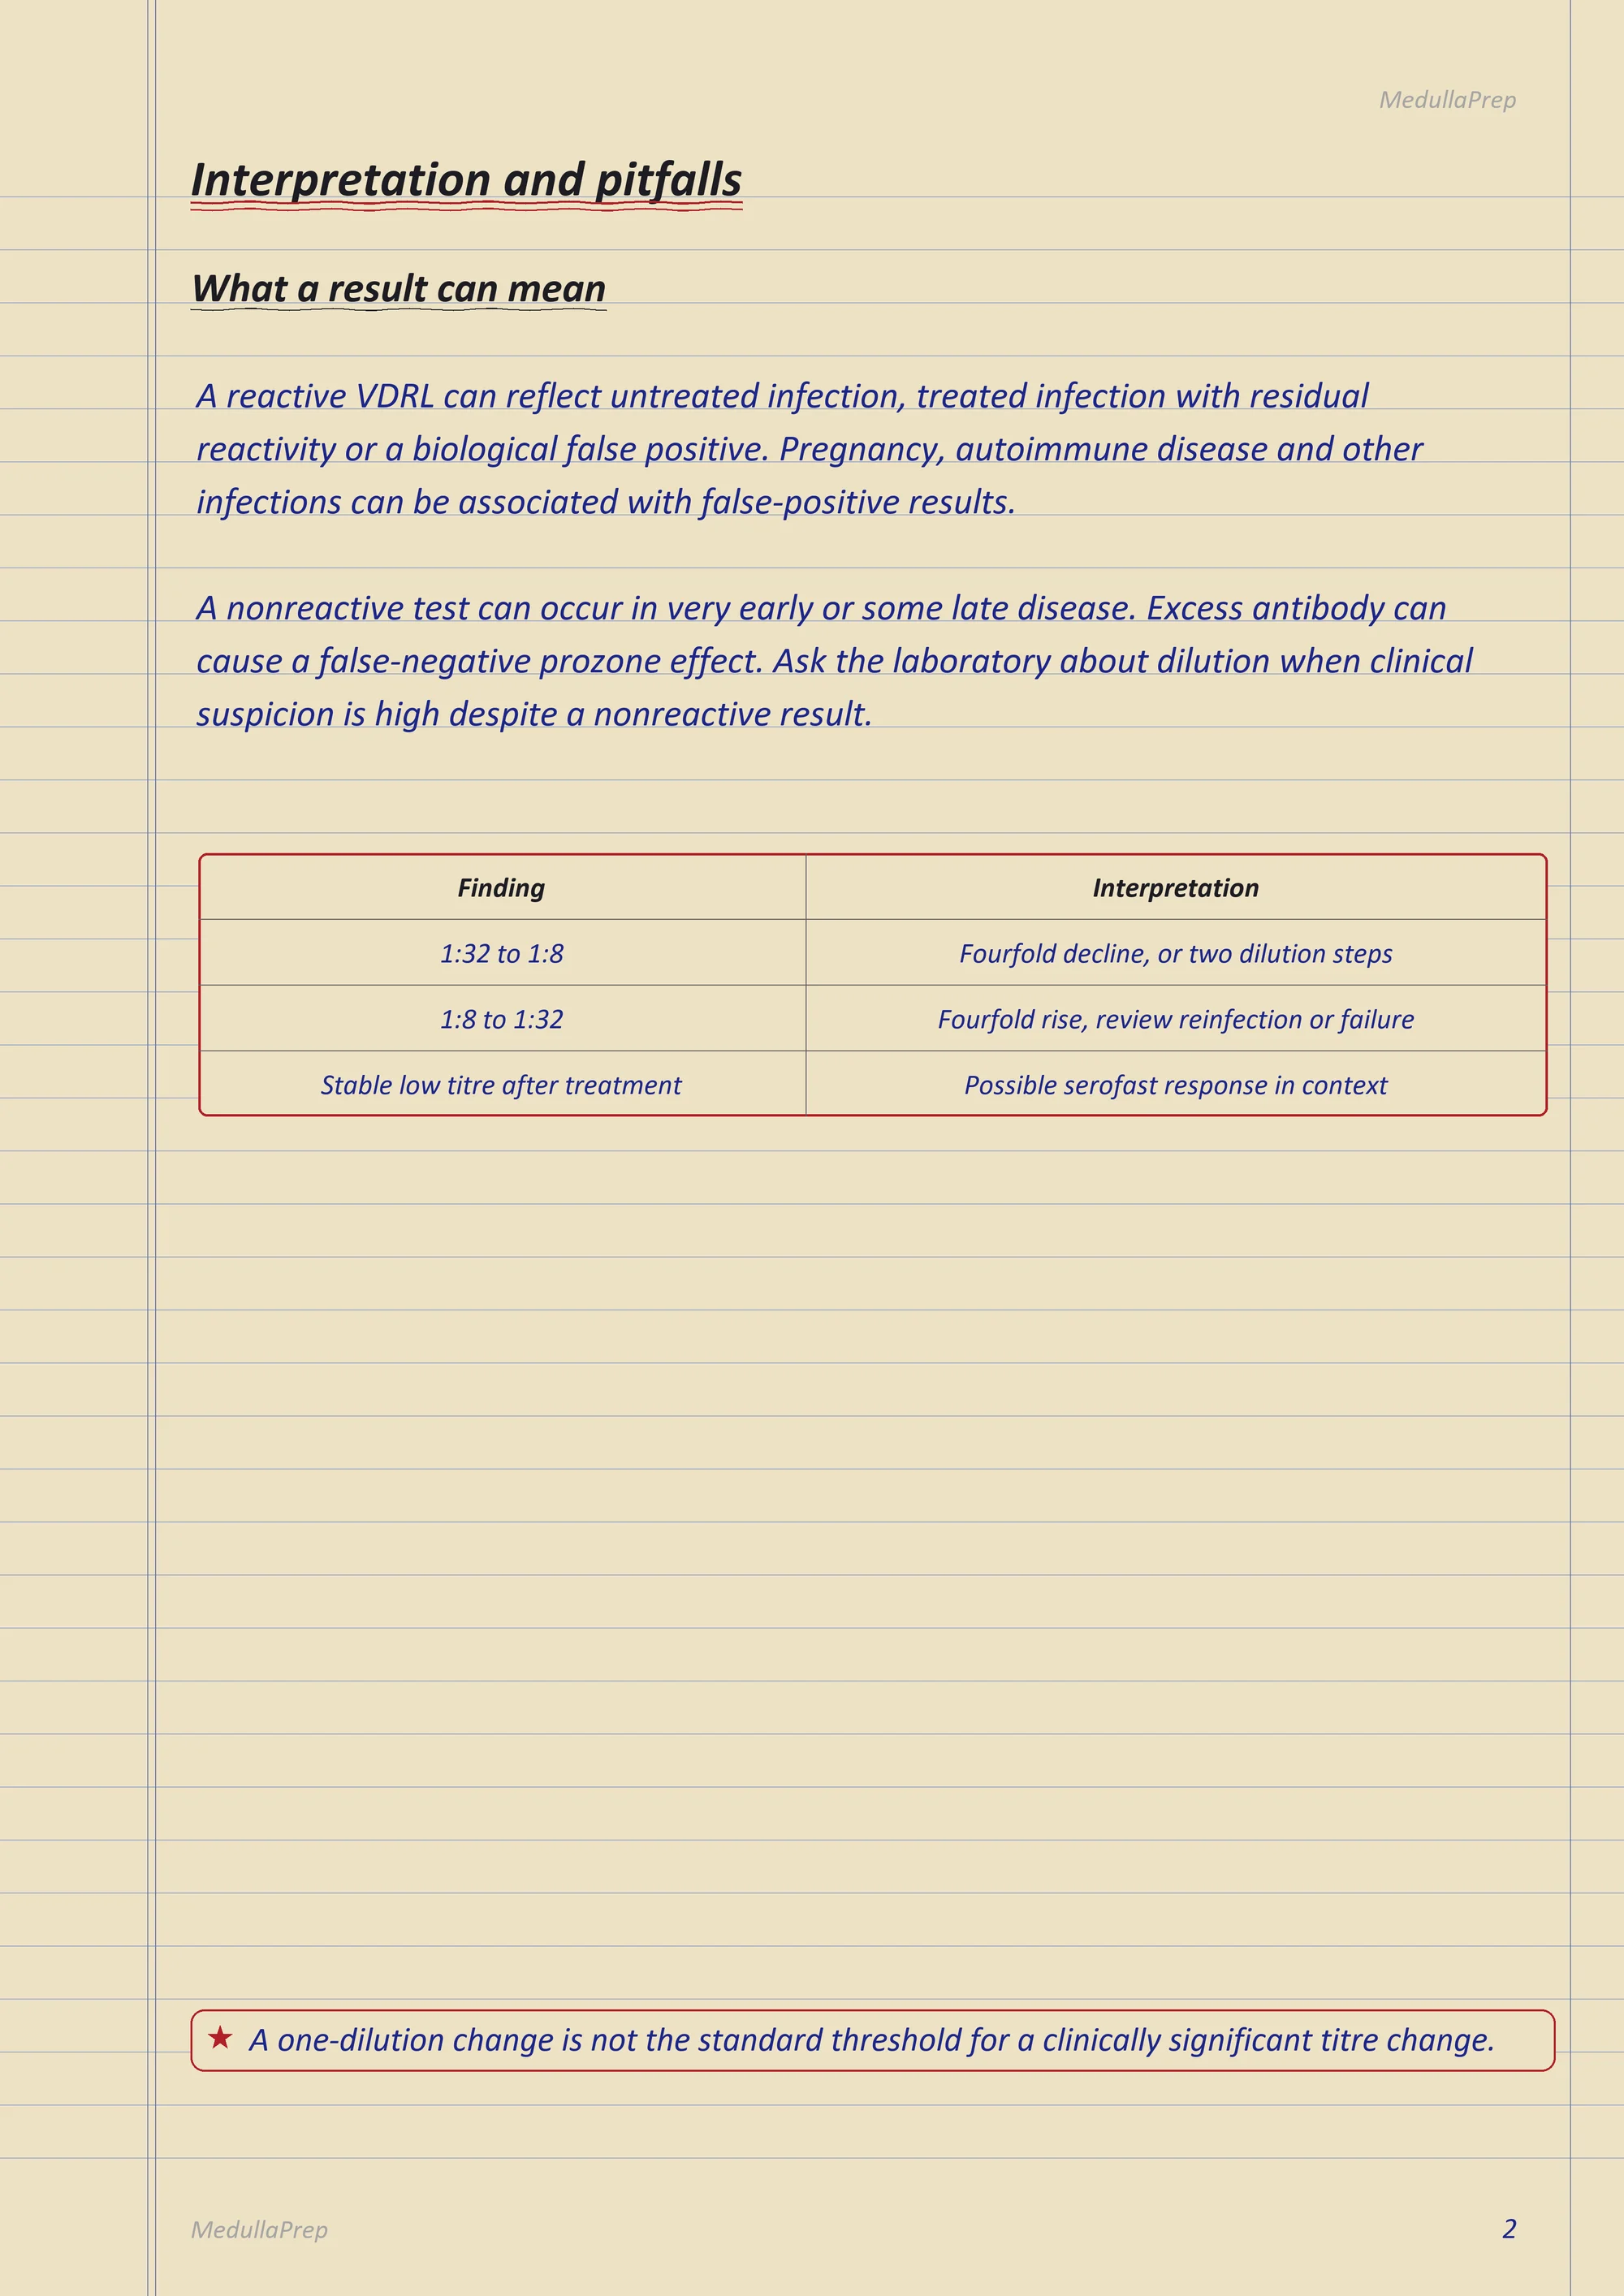 MedullaPrep
Interpretation and pitfalls
What a result can mean
A reactive VDRL can reflect untreated infection, treated infection with residual
reactivity or a biological false positive. Pregnancy, autoimmune disease and other
infections can be associated with false-positive results.
A nonreactive test can occur in very early or some late disease. Excess antibody can
cause a false-negative prozone effect. Ask the laboratory about dilution when clinical
suspicion is high despite a nonreactive result.
Finding Interpretation
1:32 to 1:8 Fourfold decline, or two dilution steps
1:8 to 1:32 Fourfold rise, review reinfection or failure
Stable low titre after treatment Possible serofast response in context
★ A one-dilution change is not the standard threshold for a clinically significant titre change.
MedullaPrep 2